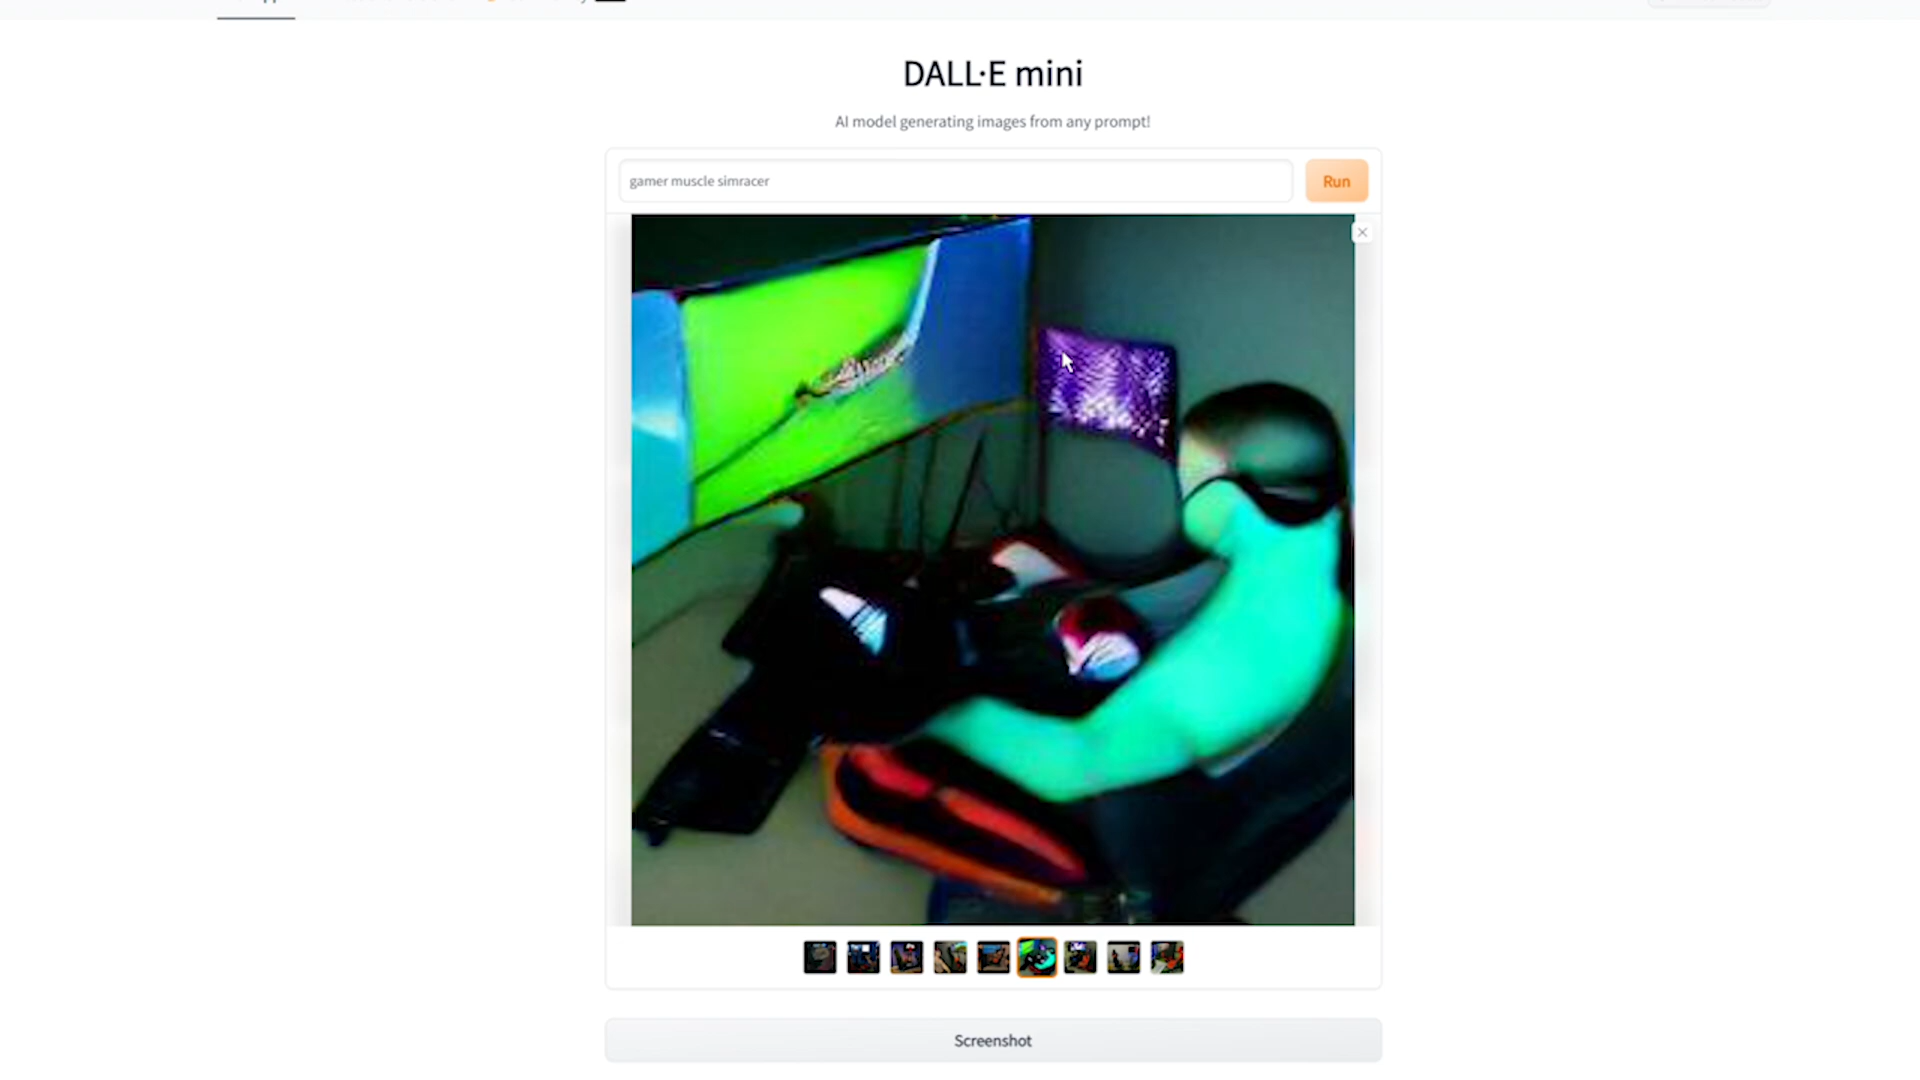 DALL·E mini
AI model generating images from any prompt!
gamer muscle simracer
Run
Screenshot